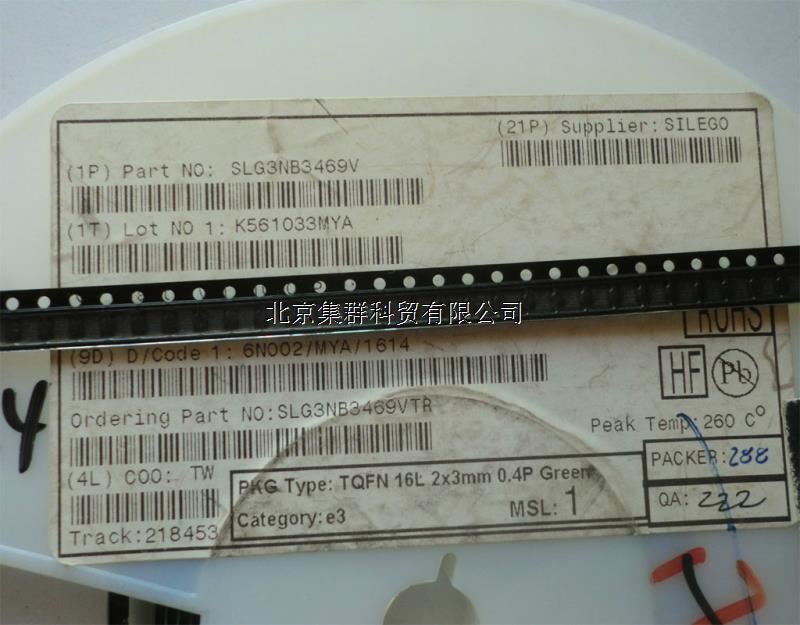 (21P) Supplier: SILEGO
(1P) Part NO: SLG3NB3469V
(1T) Lot NO 1: K561033MYA
北京集群科贸有限公司
ROHS
(9D) D/Code 1: 6N002/MYA/1614
HF
Pb
Ordering Part NO:SLG3NB3469VTR
Peak Temp:260 C°
(4L) COO: TW
PKG Type: TQFN 16L 2x3mm 0.4P Green
PACKER: 288
Category:e3
MSL: 1
QA: 222
Track:218453
4